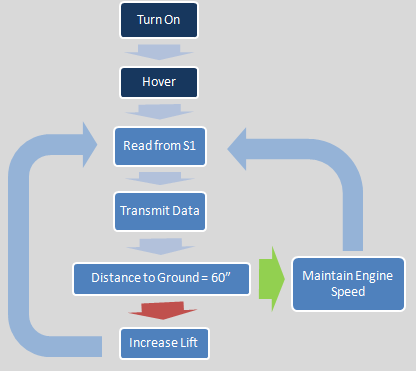 Turn On
Hover
Read from S1
Transmit Data
Distance to Ground = 60”
Maintain Engine
Speed
Increase Lift